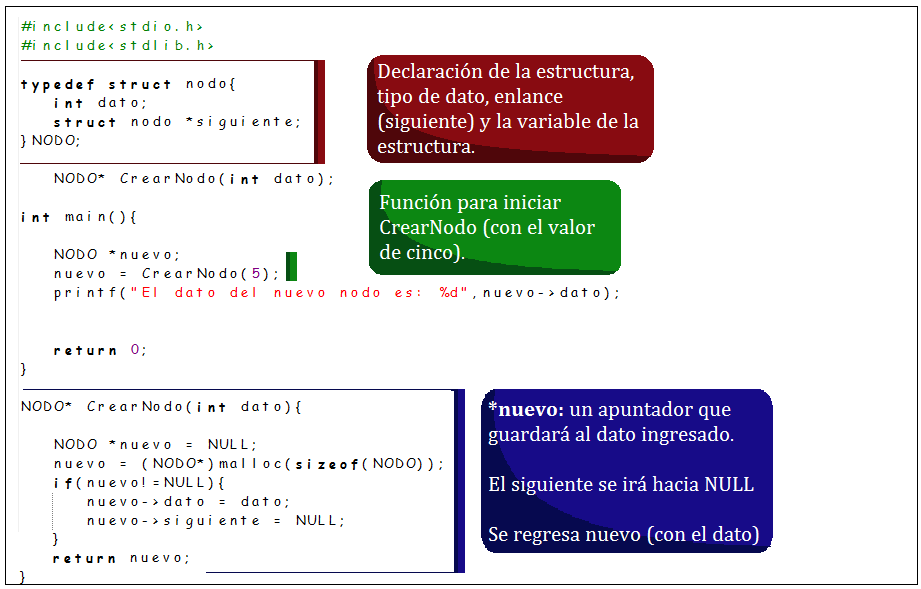 #include<stdio.h>
#include<stdlib.h>
typedef struct nodo{
int dato;
struct nodo *siguiente;
}NODO;
NODO* CrearNodo(int dato);
int main(){
NODO *nuevo;
nuevo = CrearNodo(5);
printf("El dato del nuevo nodo es: %d",nuevo->dato);
return 0;
}
NODO* CrearNodo(int dato){
NODO *nuevo = NULL;
nuevo = (NODO*)malloc(sizeof(NODO));
if(nuevo!=NULL){
nuevo->dato = dato;
nuevo->siguiente = NULL;
}
return nuevo;
}
Declaración de la estructura,
tipo de dato, enlance
(siguiente) y la variable de la
estructura.
Función para iniciar
CrearNodo (con el valor
de cinco).
*nuevo: un apuntador que
guardará al dato ingresado.
El siguiente se irá hacia NULL
Se regresa nuevo (con el dato)